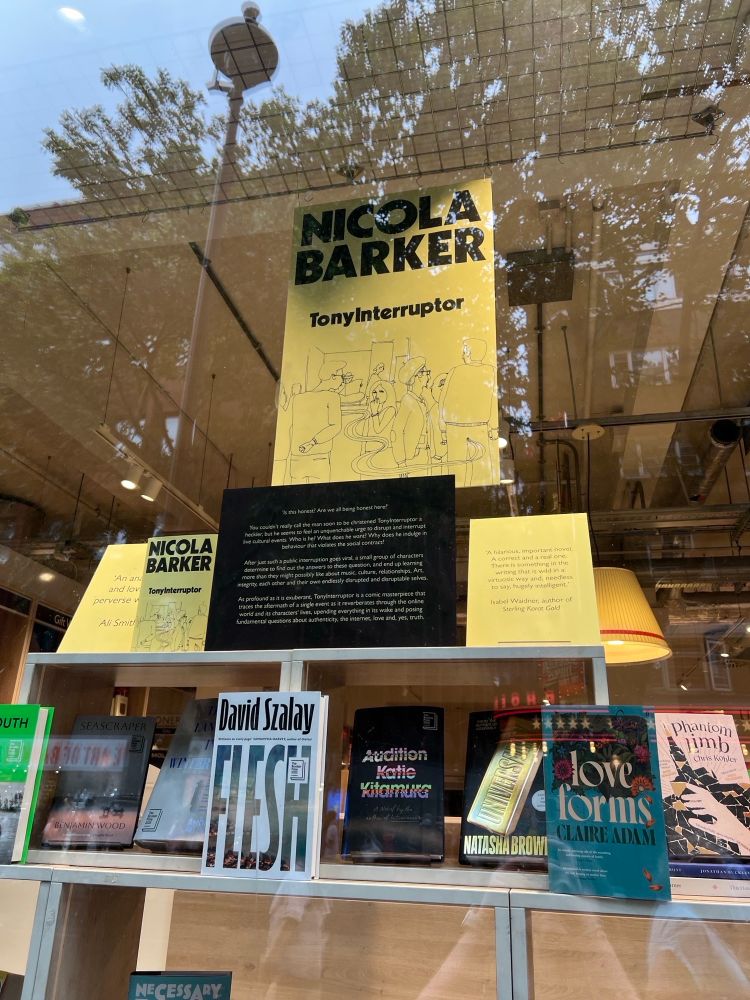 NICOLA
BARKER
TonyInterruptor
'Is this honest? Are we all being honest here?'
You couldn't really call the man soon to be christened TonyInterruptor a
heckler, but he seems to feel an unquenchable urge to disrupt and interrupt
live cultural events. Who is he? What does he want? Why does he indulge in
behaviour that violates the social contract?
After just such a public interruption goes viral, a small group of characters
determine to find out the answers to these question, and end up learning
more than they might possibly like about music, culture, relationships, Art,
integrity, each other and their own endlessly disrupted and disruptable selves.
As profound as it is exuberant, TonyInterruptor is a comic masterpiece that
traces the aftermath of a single event as it reverberates through the online
world and its characters' lives, upending everything in its wake and posing
fundamental questions about authenticity, the internet, love and, yes, truth.
'An
and lov
perverse w
Ali Smith
NICOLA
BARKER
TonyInterruptor
'A hilarious, important novel.
A correct and a real one.
There is something in the
writing that is wild in a
virtuosic way and, needless
to say, hugely intelligent.'
Isabel Waidner, author of
Sterling Karat Gold
OUTH
SEASCRAPER
BENJAMIN WOOD
WINTER
David Szalay
FLESH
Audition
Katie
Kitamura
A Novel
UNIVERSA
NATASHA BROWN
love
forms
CLAIRE ADAM
phantom
limb
Chris Kohler
NECESSARY